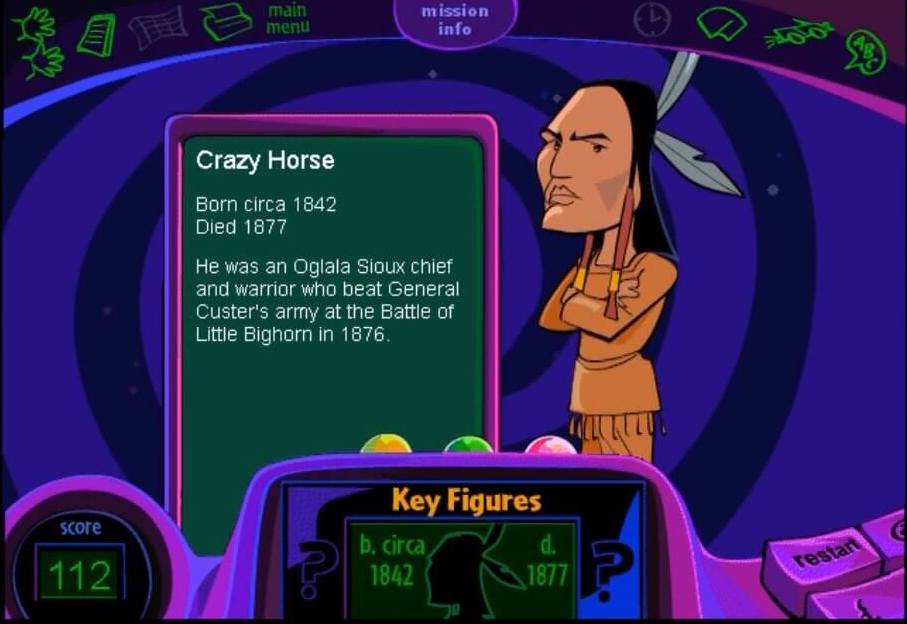 main
menu
mission
info
ABC
Crazy Horse
Born circa 1842
Died 1877
He was an Oglala Sioux chief
and warrior who beat General
Custer's army at the Battle of
Little Bighorn in 1876.
Key Figures
score
112
?
b. circa
1842
d.
1877
?
restart